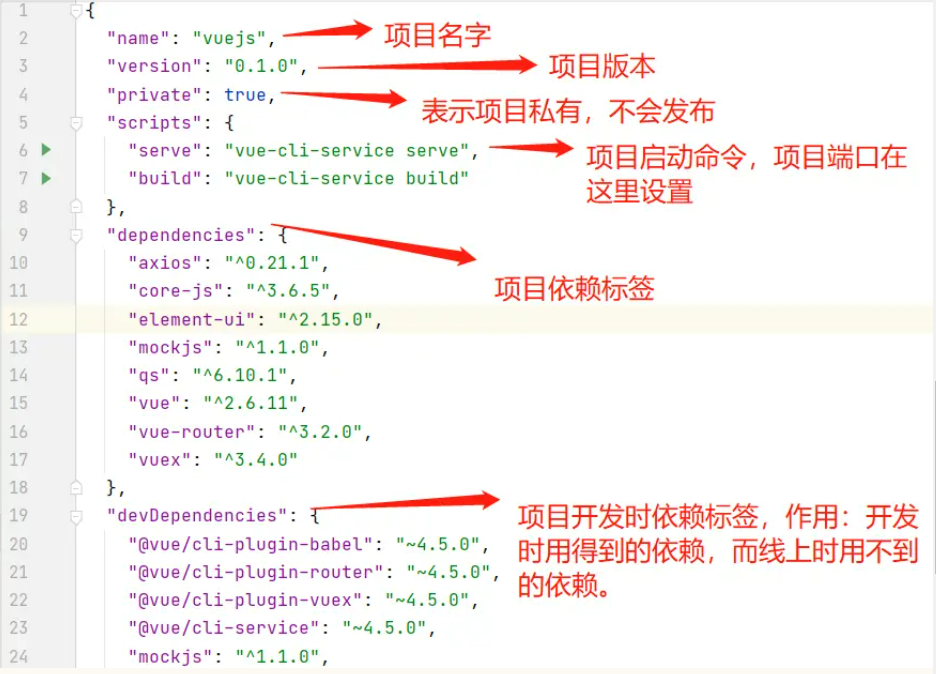 1 {
2 "name": "vuejs", 项目名字
3 "version": "0.1.0", 项目版本
4 "private": true, 表示项目私有，不会发布
5 "scripts": {
6 "serve": "vue-cli-service serve", 项目启动命令，项目端口在
7 "build": "vue-cli-service build" 这里设置
8 },
9 "dependencies": {
10 "axios": "^0.21.1",
11 "core-js": "^3.6.5", 项目依赖标签
12 "element-ui": "^2.15.0",
13 "mockjs": "^1.1.0",
14 "qs": "^6.10.1",
15 "vue": "^2.6.11",
16 "vue-router": "^3.2.0",
17 "vuex": "^3.4.0"
18 },
19 "devDependencies": { 项目开发时依赖标签，作用：开发
20 "@vue/cli-plugin-babel": "~4.5.0", 时用得到的依赖，而线上时用不到
21 "@vue/cli-plugin-router": "~4.5.0", 的依赖。
22 "@vue/cli-plugin-vuex": "~4.5.0",
23 "@vue/cli-service": "~4.5.0",
24 "mockjs": "^1.1.0",